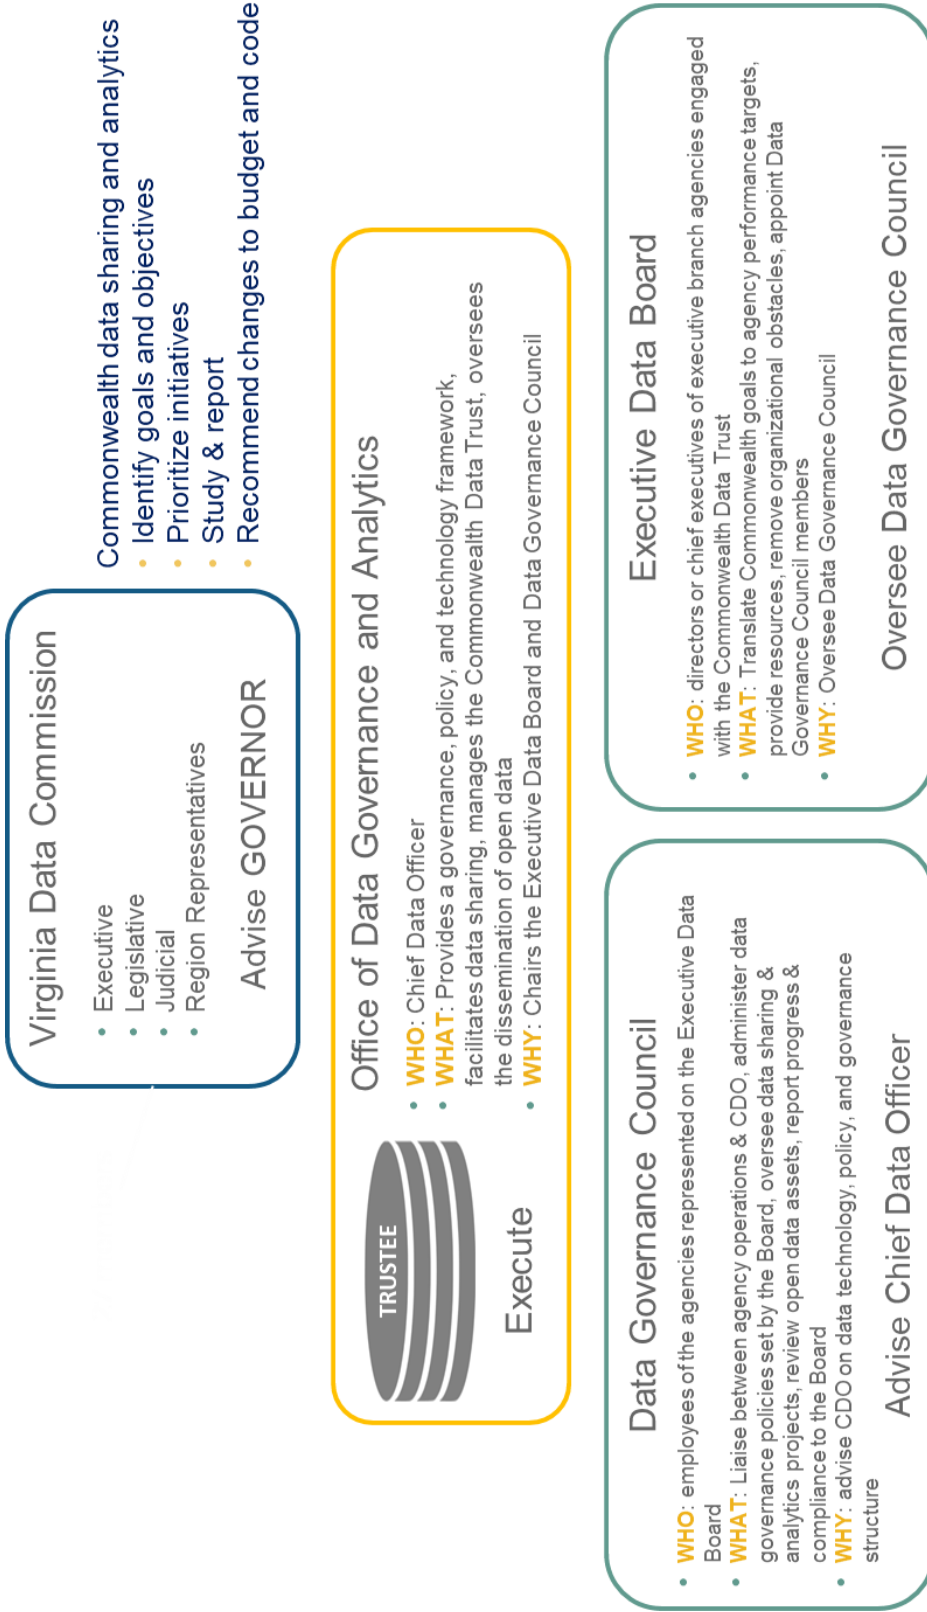 Virginia Data Commission
• Executive
• Legislative
• Judicial
• Region Representatives
Advise GOVERNOR
Commonwealth data sharing and analytics
• Identify goals and objectives
• Prioritize initiatives
• Study & report
• Recommend changes to budget and code
TRUSTEE
Execute
Office of Data Governance and Analytics
• WHO: Chief Data Officer
• WHAT: Provides a governance, policy, and technology framework,
facilitates data sharing, manages the Commonwealth Data Trust, oversees
the dissemination of open data
• WHY: Chairs the Executive Data Board and Data Governance Council
Data Governance Council
• WHO: employees of the agencies represented on the Executive Data
Board
• WHAT: Liaise between agency operations & CDO, administer data
governance policies set by the Board, oversee data sharing &
analytics projects, review open data assets, report progress &
compliance to the Board
• WHY: advise CDO on data technology, policy, and governance
structure
Advise Chief Data Officer
Executive Data Board
• WHO: directors or chief executives of executive branch agencies engaged
with the Commonwealth Data Trust
• WHAT: Translate Commonwealth goals to agency performance targets,
provide resources, remove organizational obstacles, appoint Data
Governance Council members
• WHY: Oversee Data Governance Council
Oversee Data Governance Council